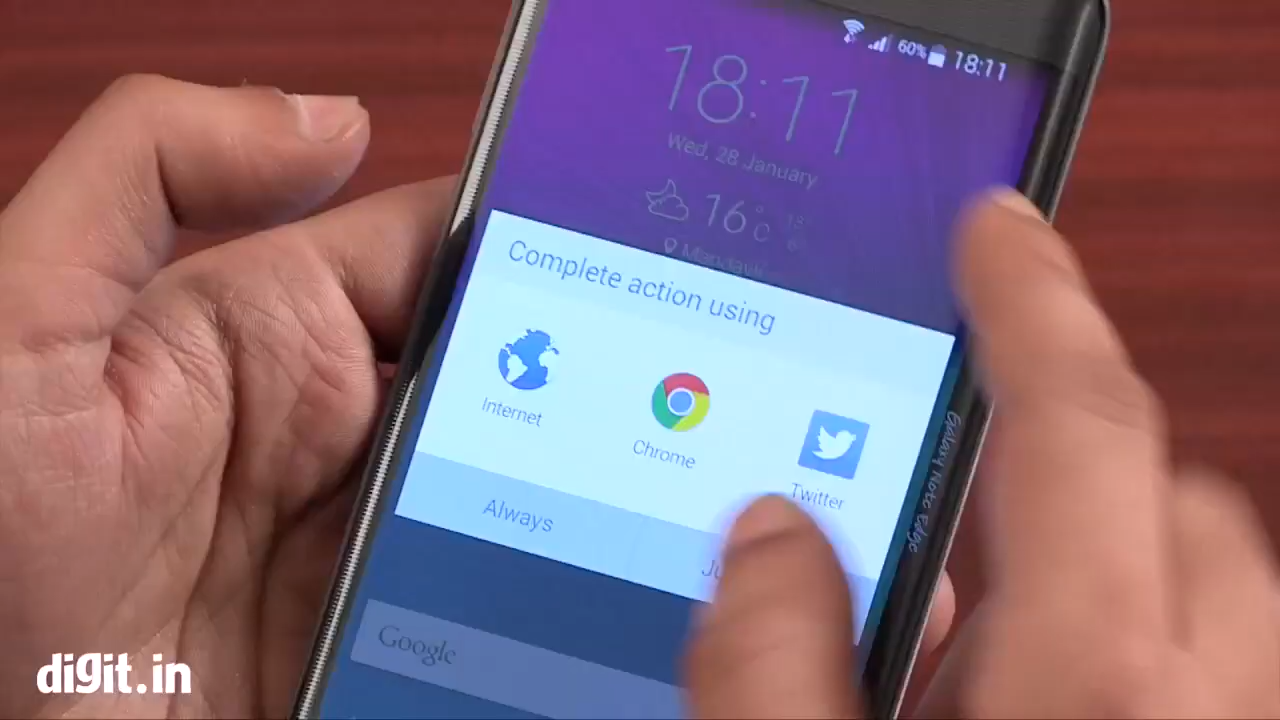 60% 18:11
18:11
Wed, 28 January
16°C
Complete action using
Internet
Chrome
Twitter
Always
Galaxy Note Edge
Google
digit.in